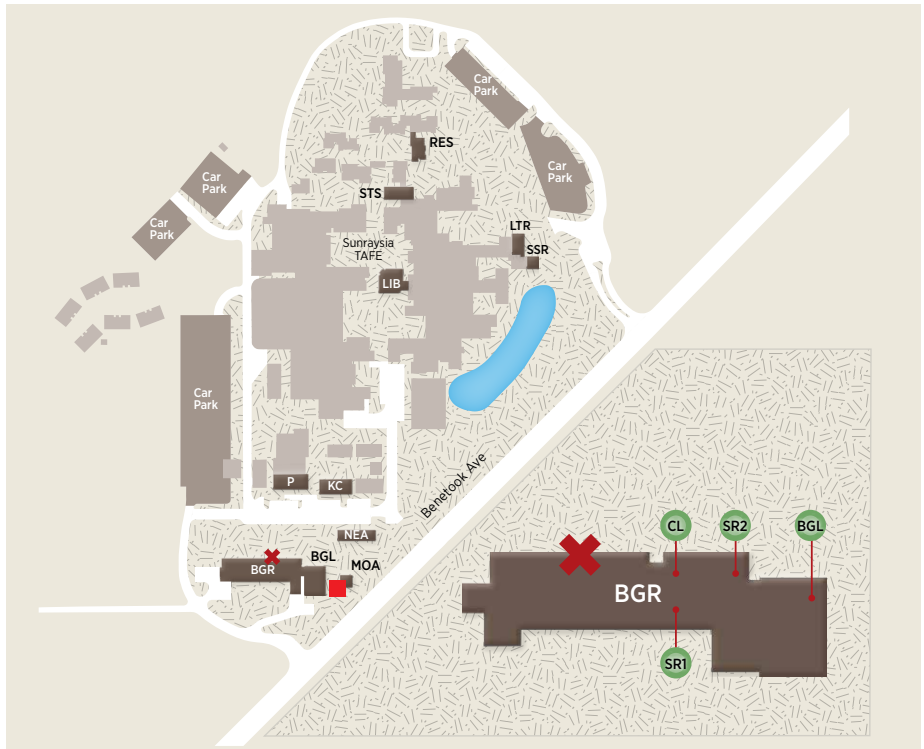 Car
Park
RES
Car
Park
Car
Park
STS
Car
Park
LTR
Sunraysia
TAFE
SSR
LIB
Car
Park
Benetook Ave
P
KC
NEA
BGL
MOA
BGR
CL
SR2
BGL
BGR
SR1